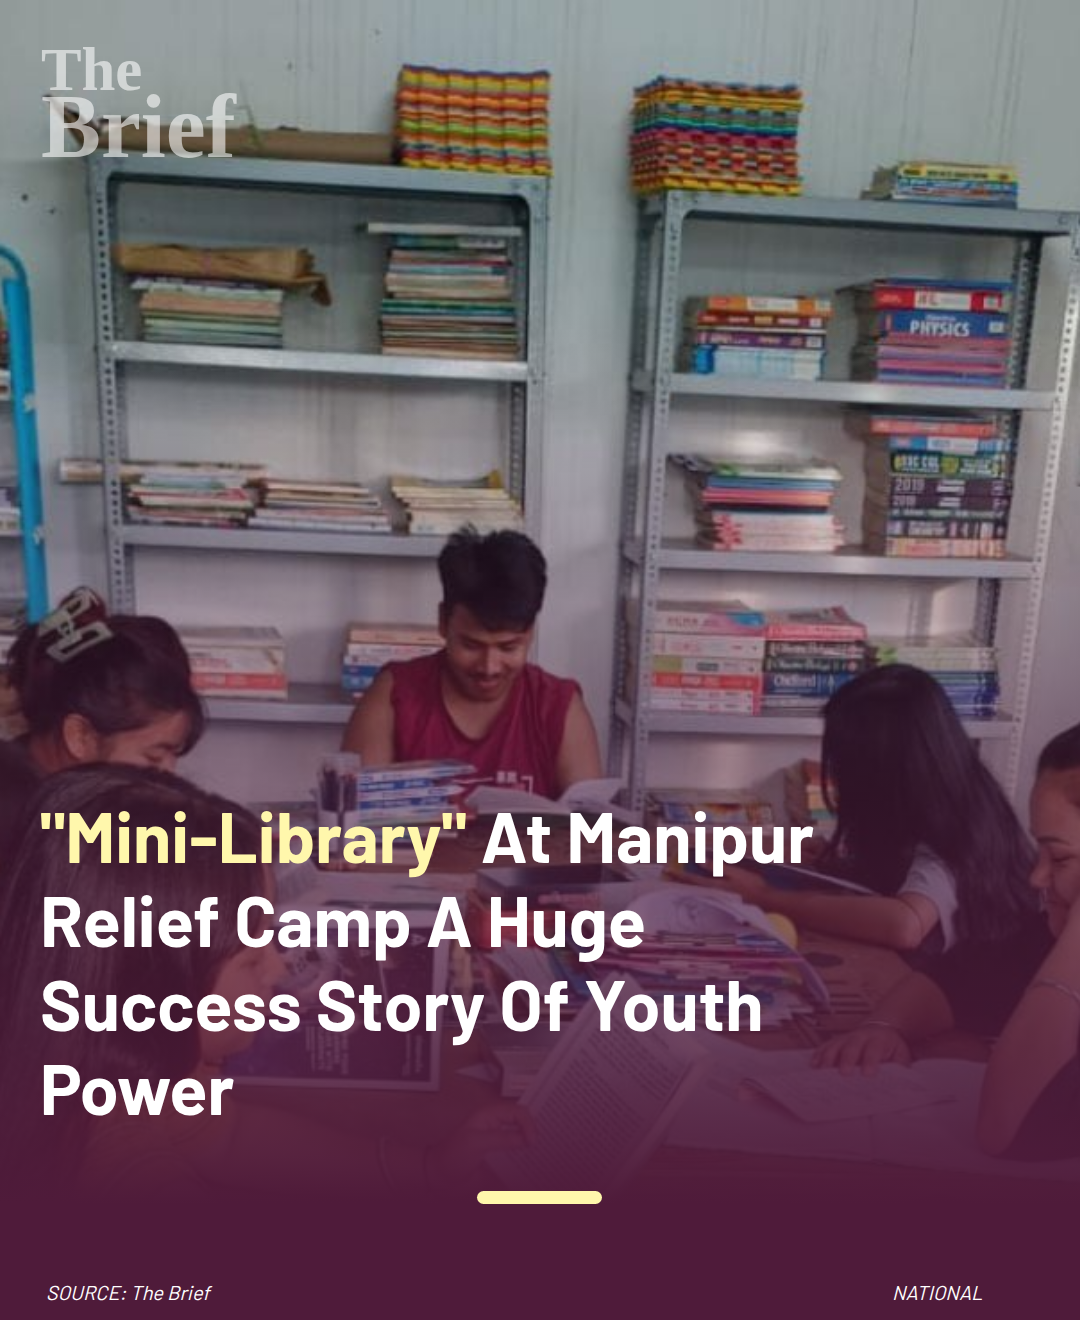 The
Brief
PHYSICS
2019
"Mini-Library" At Manipur
Relief Camp A Huge
Success Story Of Youth
Power
SOURCE: The Brief
NATIONAL